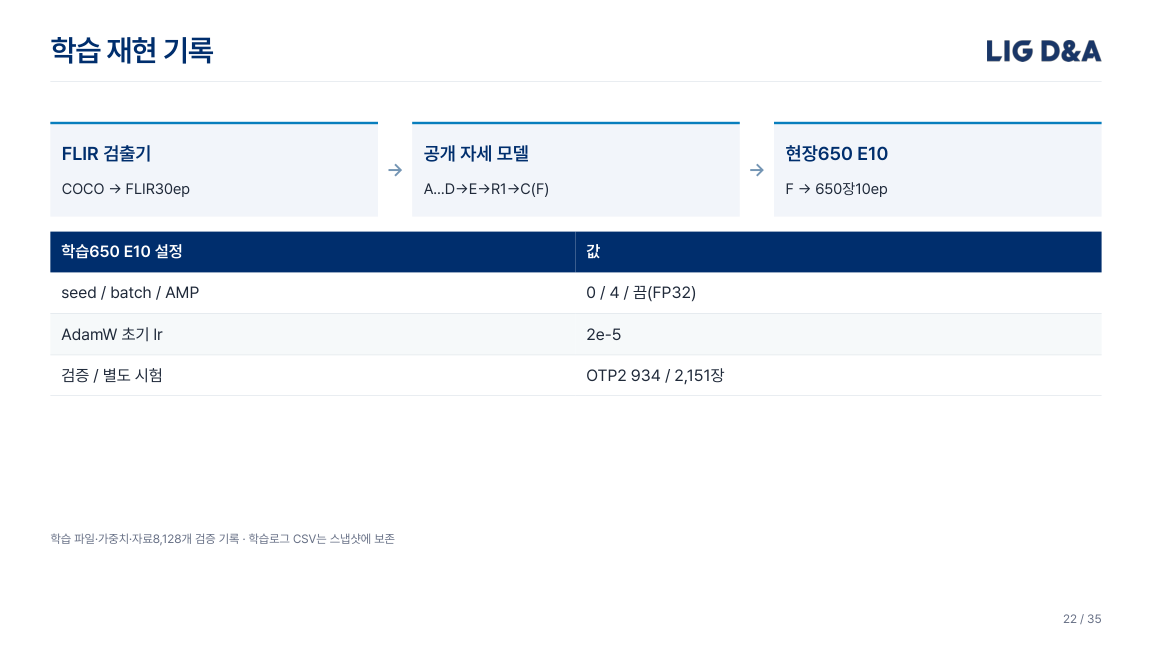 학습 재현 기록
LIG D&A
FLIR 검출기
COCO → FLIR30ep
→
공개 자세 모델
A...D→E→R1→C(F)
→
현장650 E10
F → 650장10ep
학습650 E10 설정 값
seed / batch / AMP 0 / 4 / 끔(FP32)
AdamW 초기 lr 2e-5
검증 / 별도 시험 OTP2 934 / 2,151장
학습 파일·가중치·자료8,128개 검증 기록 · 학습로그 CSV는 스냅샷에 보존
22 / 35